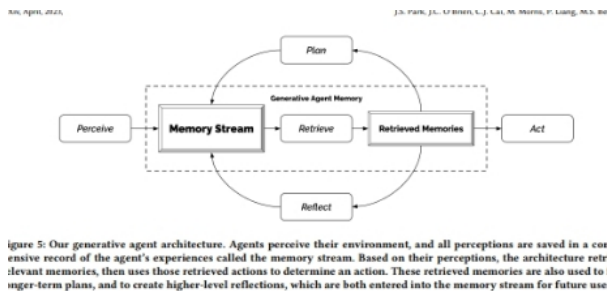 April, 2023, J.S. Park, J.C. O'Brien, C.J. Cai, M. Morris, P. Liang, M.S. Be
Plan
Generative Agent Memory
Perceive
Memory Stream
Retrieve
Retrieved Memories
Act
Reflect
igure 5: Our generative agent architecture. Agents perceive their environment, and all perceptions are saved in a com
ensive record of the agent's experiences called the memory stream. Based on their perceptions, the architecture retr
elevant memories, then uses those retrieved actions to determine an action. These retrieved memories are also used to
onger-term plans, and to create higher-level reflections, which are both entered into the memory stream for future use